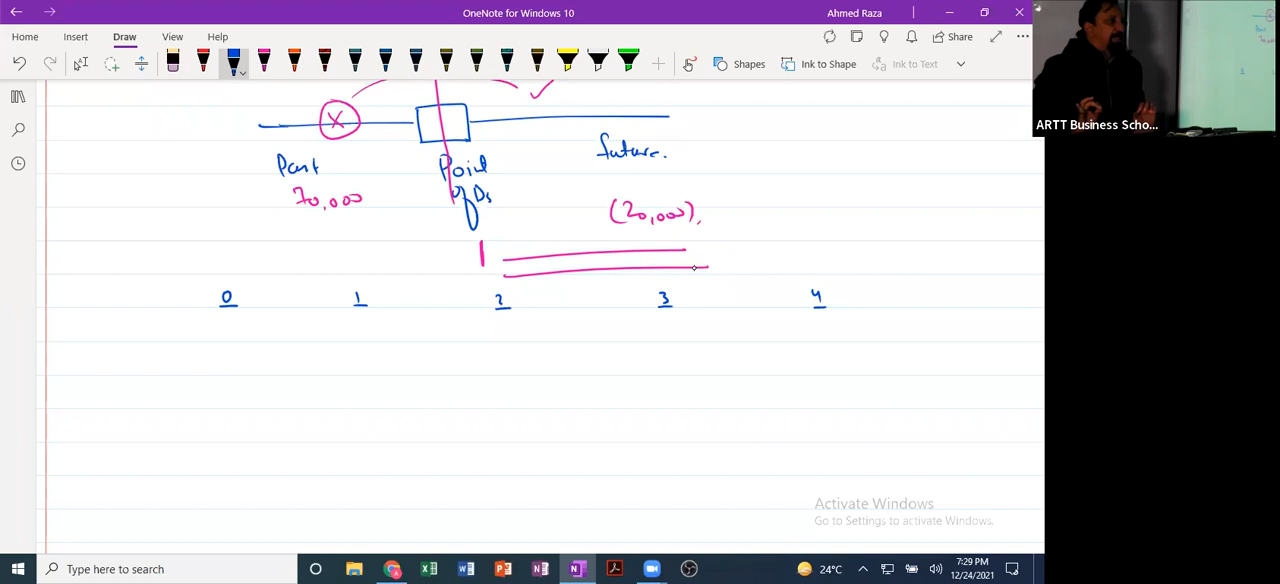 OneNote for Windows 10
Ahmed Raza
Home Insert Draw View Help
Share
Shapes Ink to Shape Ink to Text
ARTT Business Scho...
X
Past Point future.
70,000 of Ds (20,000).
0 1 2 3 4
Activate Windows
Go to Settings to activate Windows.
Type here to search
24°C
7:29 PM
12/24/2021